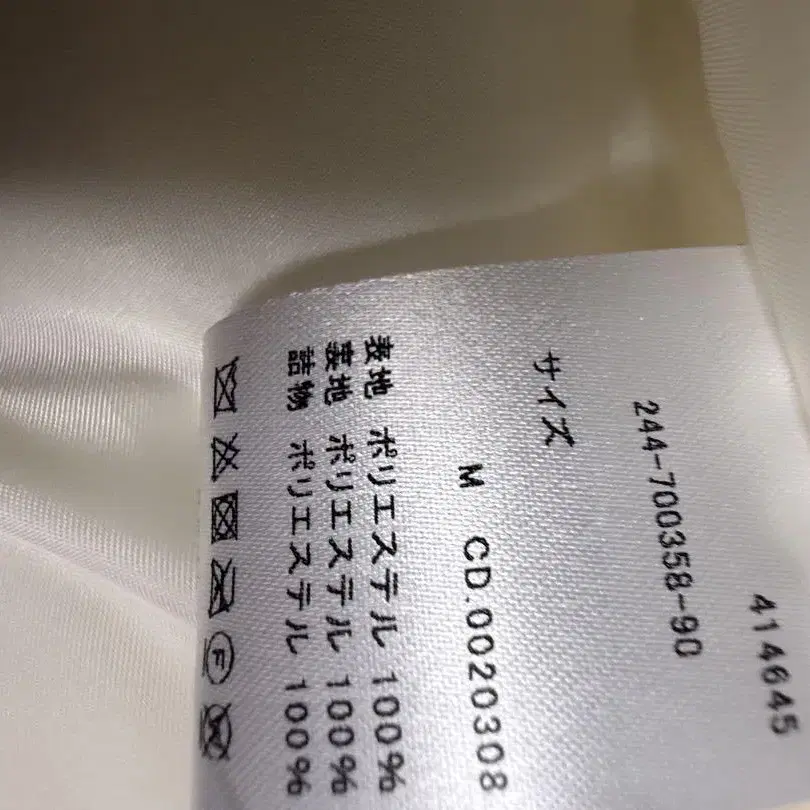 414645
244-700358-90
サイズ
M CD.0020308
表地 ポリエステル 100%
裏地 ポリエステル 100%
詰物 ポリエステル 100%
F